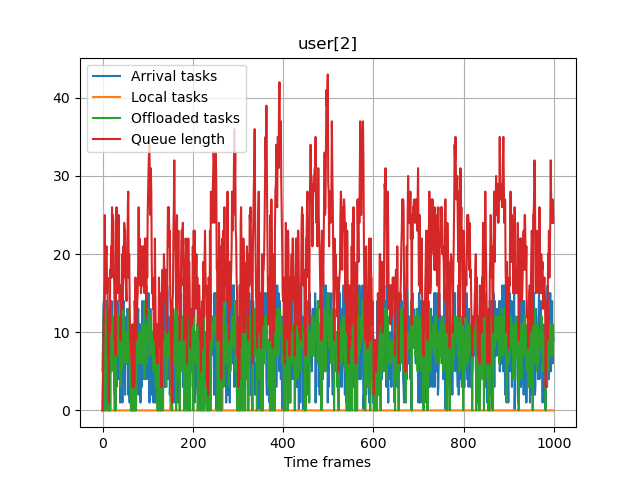 user[2]
Arrival tasks
Local tasks
Offloaded tasks
Queue length
40
30
20
10
0
0 200 400 600 800 1000
Time frames